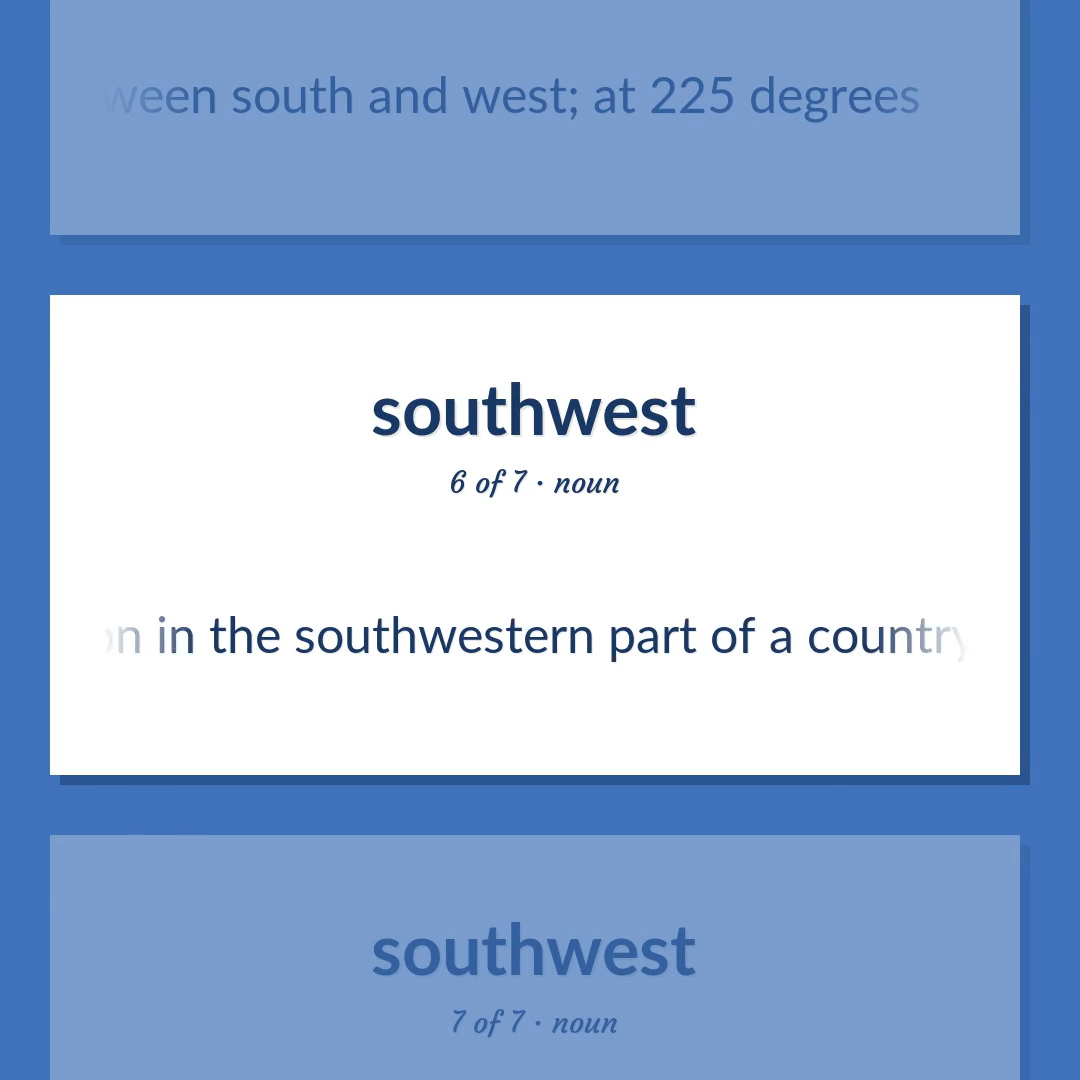 ween south and west; at 225 degrees
southwest
6 of 7 · noun
in the southwestern part of a country
southwest
7 of 7 · noun